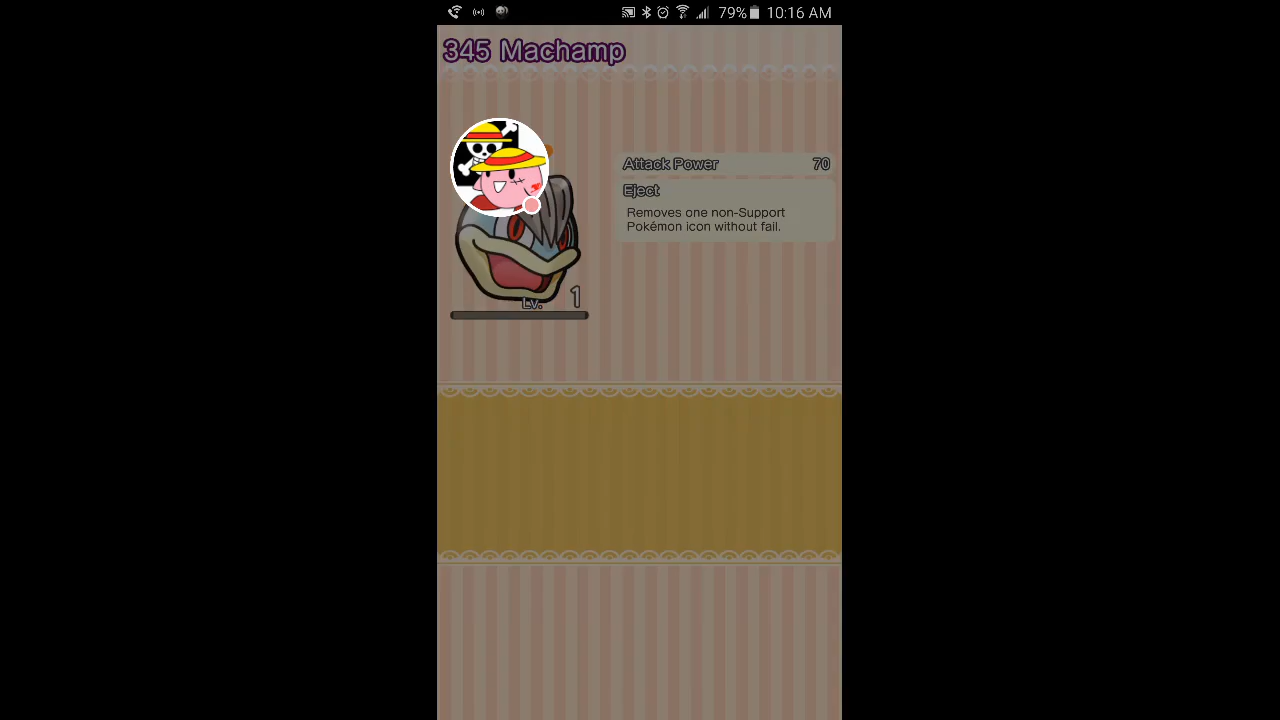 79% 10:16 AM
345 Machamp
Attack Power 70
Eject
Removes one non-Support
Pokémon icon without fail.
Lv. 1